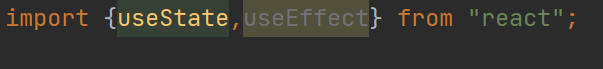 import {useState,useEffect} from "react";